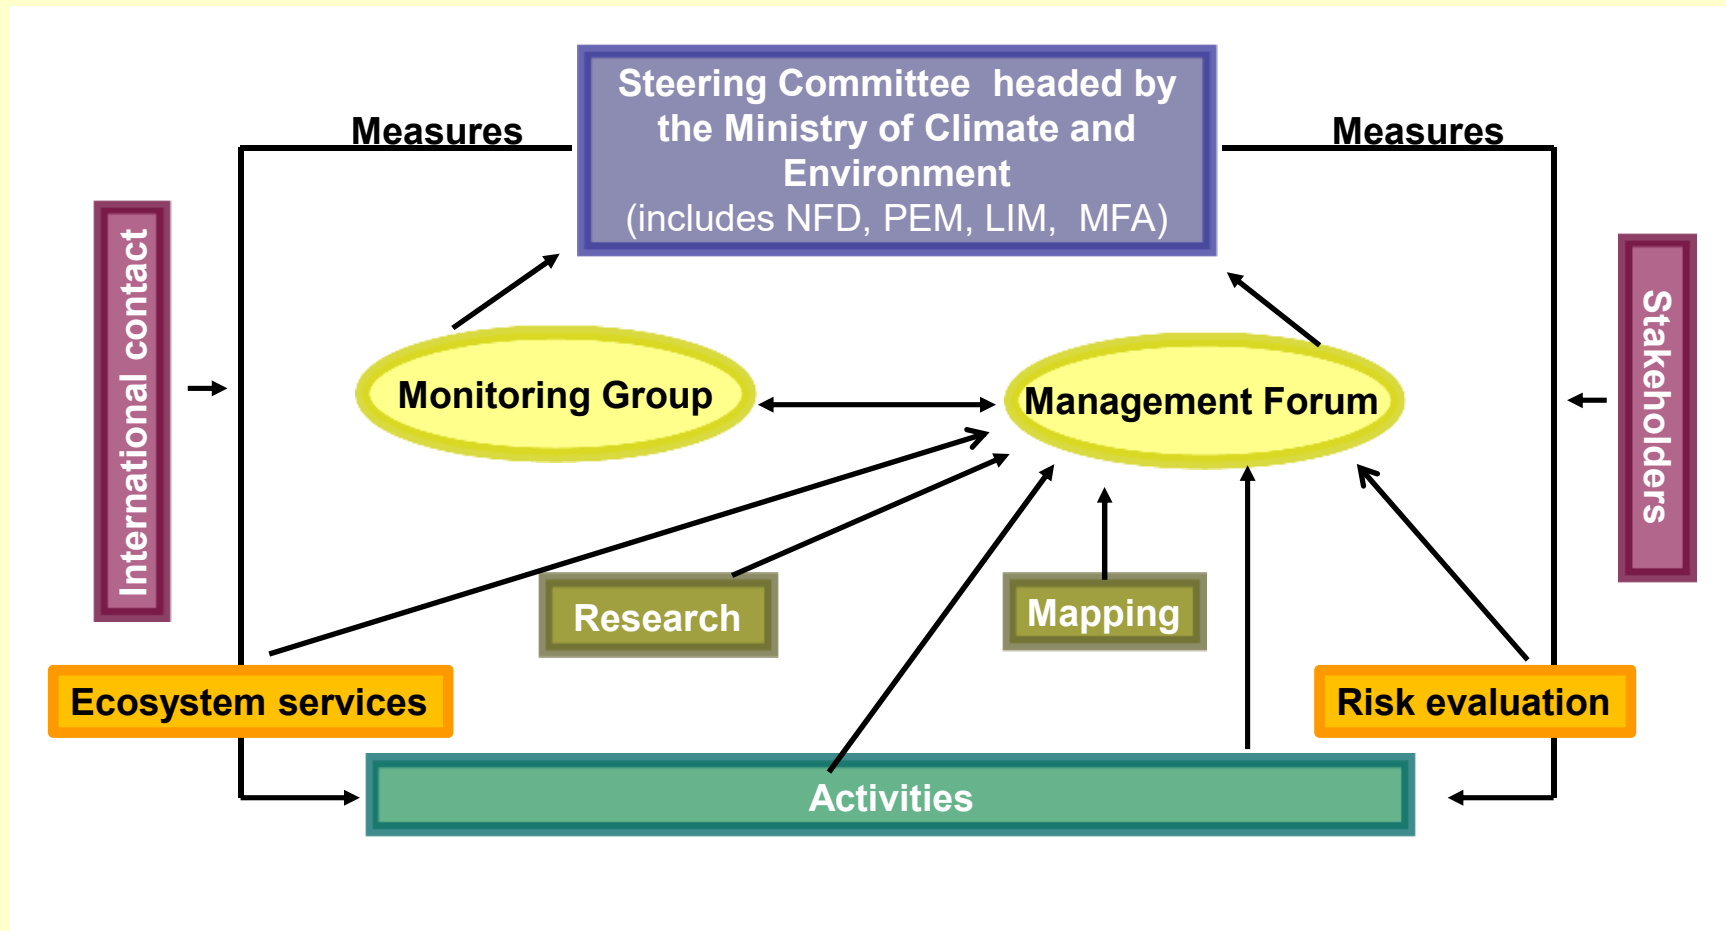 Steering Committee  headed by
the Ministry of Climate and
Environment
(includes NFD, PEM, LIM,  MFA)
Measures
Measures
International contact
Stakeholders
Monitoring Group
Management Forum
Research
Mapping
Ecosystem services
Risk evaluation
Activities